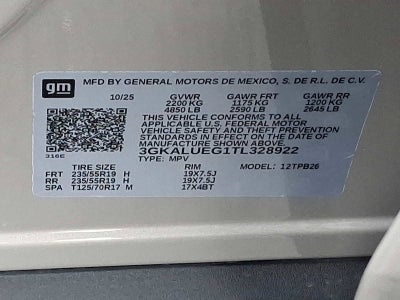 gm MFD BY GENERAL MOTORS DE MEXICO, S. DE R.L. DE C.V.
10/25 GVWR GAWR FRT GAWR RR
2200 KG 1175 KG 1200 KG
4850 LB 2590 LB 2645 LB
THIS VEHICLE CONFORMS TO ALL
APPLICABLE U.S. FEDERAL MOTOR
VEHICLE SAFETY AND THEFT PREVENTION
STANDARDS IN EFFECT ON THE DATE
OF MANUFACTURE SHOWN ABOVE.
316E 3GKALUEG1TL328922
TYPE: MPV MODEL: 12TPB26
TIRE SIZE RIM
FRT 235/55R19 H 19X7.5J
RR 235/55R19 H 19X7.5J
SPA T125/70R17 M 17X4BT